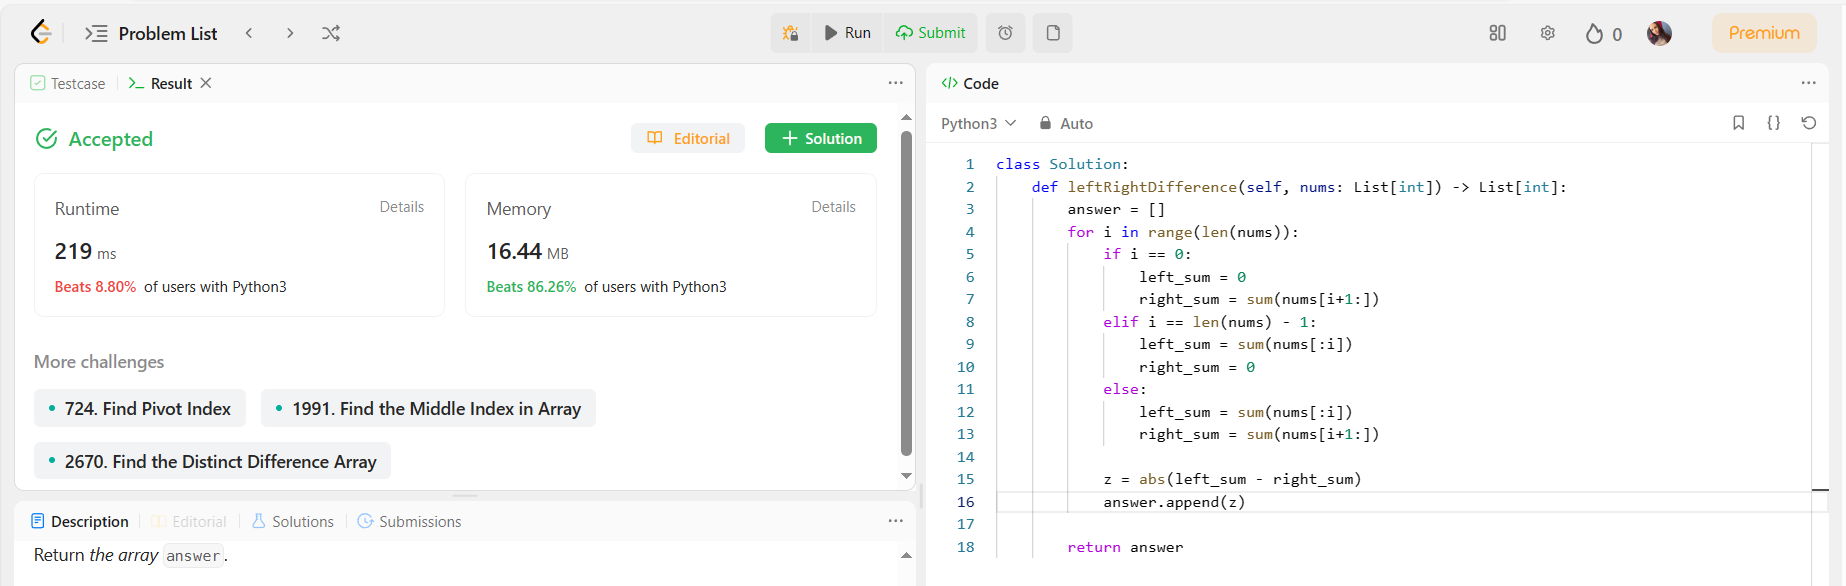 Problem List
Run
Submit
0
Premium
Testcase
Result
Accepted
Editorial
Solution
Runtime
Details
219 ms
Beats 8.80% of users with Python3
Memory
Details
16.44 MB
Beats 86.26% of users with Python3
More challenges
724. Find Pivot Index
1991. Find the Middle Index in Array
2670. Find the Distinct Difference Array
Description
Editorial
Solutions
Submissions
Return the array answer.
</> Code
Python3
Auto
1 class Solution:
2     def leftRightDifference(self, nums: List[int]) -> List[int]:
3         answer = []
4         for i in range(len(nums)):
5             if i == 0:
6                 left_sum = 0
7                 right_sum = sum(nums[i+1:])
8             elif i == len(nums) - 1:
9                 left_sum = sum(nums[:i])
10                 right_sum = 0
11             else:
12                 left_sum = sum(nums[:i])
13                 right_sum = sum(nums[i+1:])
14
15             z = abs(left_sum - right_sum)
16             answer.append(z)
17
18         return answer